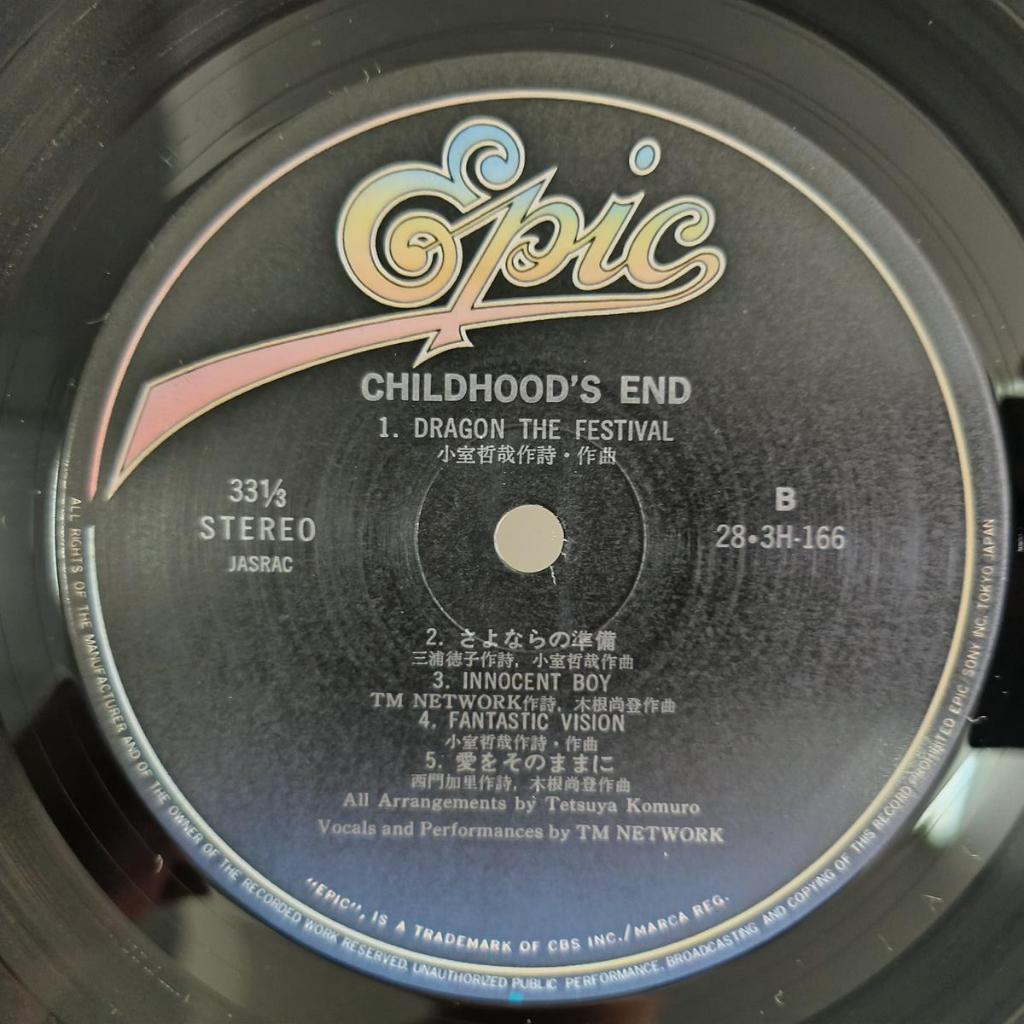 Epic
CHILDHOOD'S END
1. DRAGON THE FESTIVAL
小室哲哉作詩・作曲
33⅓
STEREO
JASRAC
B
28・3H-166
2. さよならの準備
三浦徳子作詩, 小室哲哉作曲
3. INNOCENT BOY
TM NETWORK作詩, 木根尚登作曲
4. FANTASTIC VISION
小室哲哉作詩・作曲
5. 愛をそのままに
西門加里作詩, 木根尚登作曲
All Arrangements by Tetsuya Komuro
Vocals and Performances by TM NETWORK
"EPIC", IS A TRADEMARK OF CBS INC./MARCA REG.
ALL RIGHTS OF THE MANUFACTURER AND OF THE OWNER OF THE RECORDED WORK RESERVED. UNAUTHORIZED PUBLIC PERFORMANCE. BROADCASTING AND COPYING OF THIS RECORD PROHIBITED EPIC/SONY INC. TOKYO JAPAN